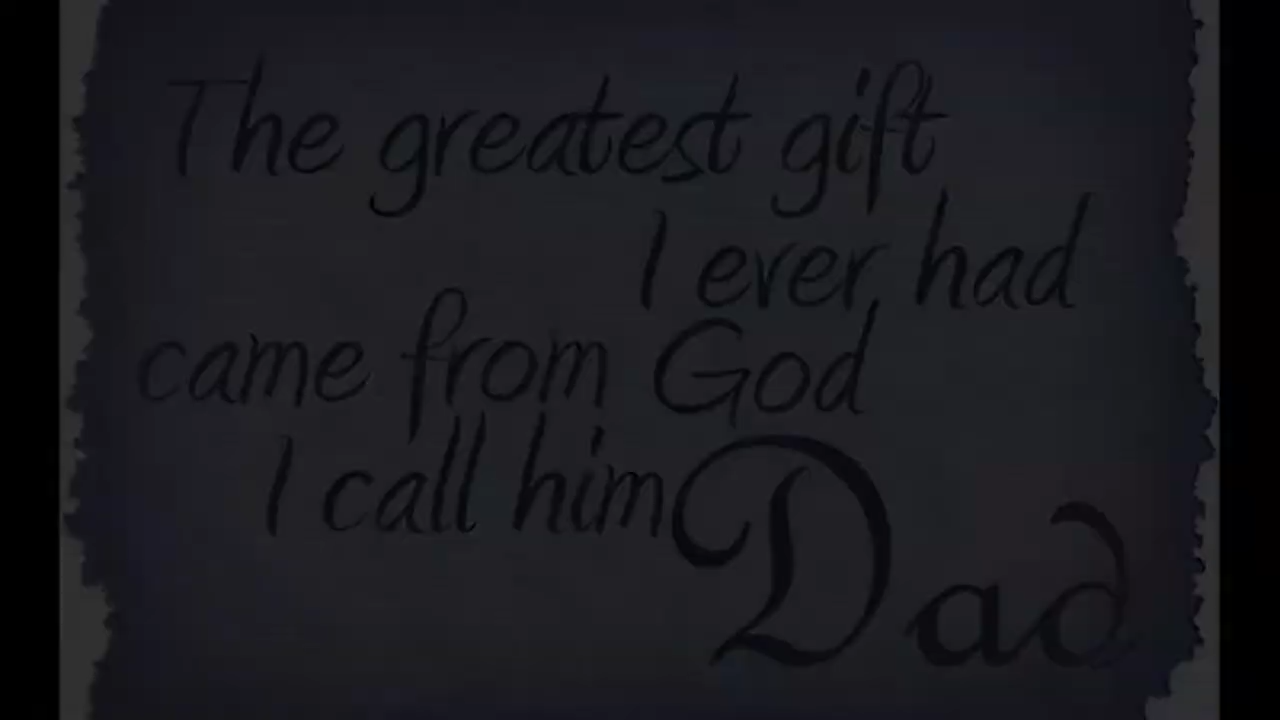 The greatest gift
I ever had
came from God
I call him Dad